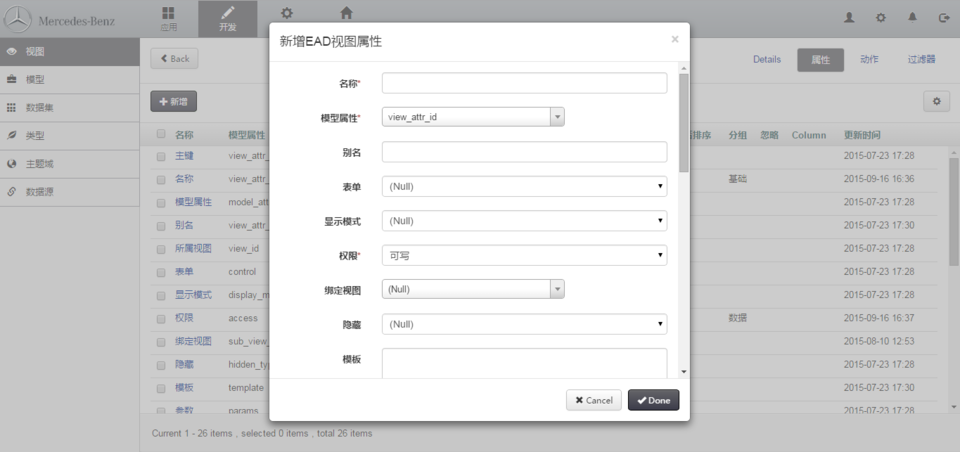 Mercedes-Benz
应用
开发
视图
模型
数据集
类型
主题域
数据源
Back
Details
属性
动作
过滤器
新增
名称 模型属性 排序 分组 忽略 Column 更新时间
主键 view_attr_ 2015-07-23 17:28
名称 view_attr_ 基础 2015-09-16 16:36
模型属性 model_att 2015-07-23 17:28
别名 view_attr_ 2015-07-23 17:30
所属视图 view_id 2015-07-23 17:28
表单 control 2015-07-23 17:28
显示模式 display_m 2015-07-23 17:28
权限 access 数据 2015-09-16 16:37
绑定视图 sub_view_ 2015-08-10 12:53
隐藏 hidden_typ 2015-07-23 17:28
模板 template 2015-07-23 17:30
参数 params 2015-07-23 17:28
Current 1 - 26 items , selected 0 items , total 26 items
新增EAD视图属性
×
名称*
模型属性* view_attr_id
别名
表单 (Null)
显示模式 (Null)
权限* 可写
绑定视图 (Null)
隐藏 (Null)
模板
Cancel
Done